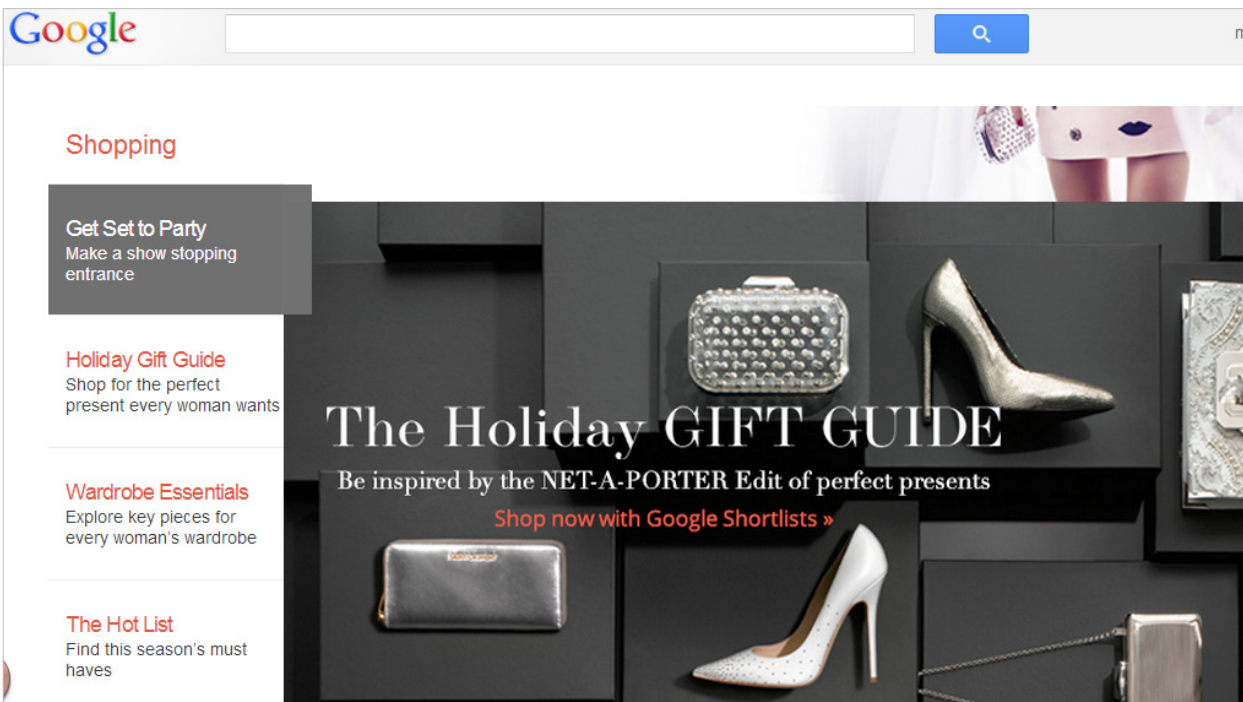 Google
m
Shopping
Get Set to Party
Make a show stopping
entrance
Holiday Gift Guide
Shop for the perfect
present every woman wants
Wardrobe Essentials
Explore key pieces for
every woman's wardrobe
The Hot List
Find this season's must
haves
The Holiday GIFT GUIDE
Be inspired by the NET-A-PORTER Edit of perfect presents
Shop now with Google Shortlists »